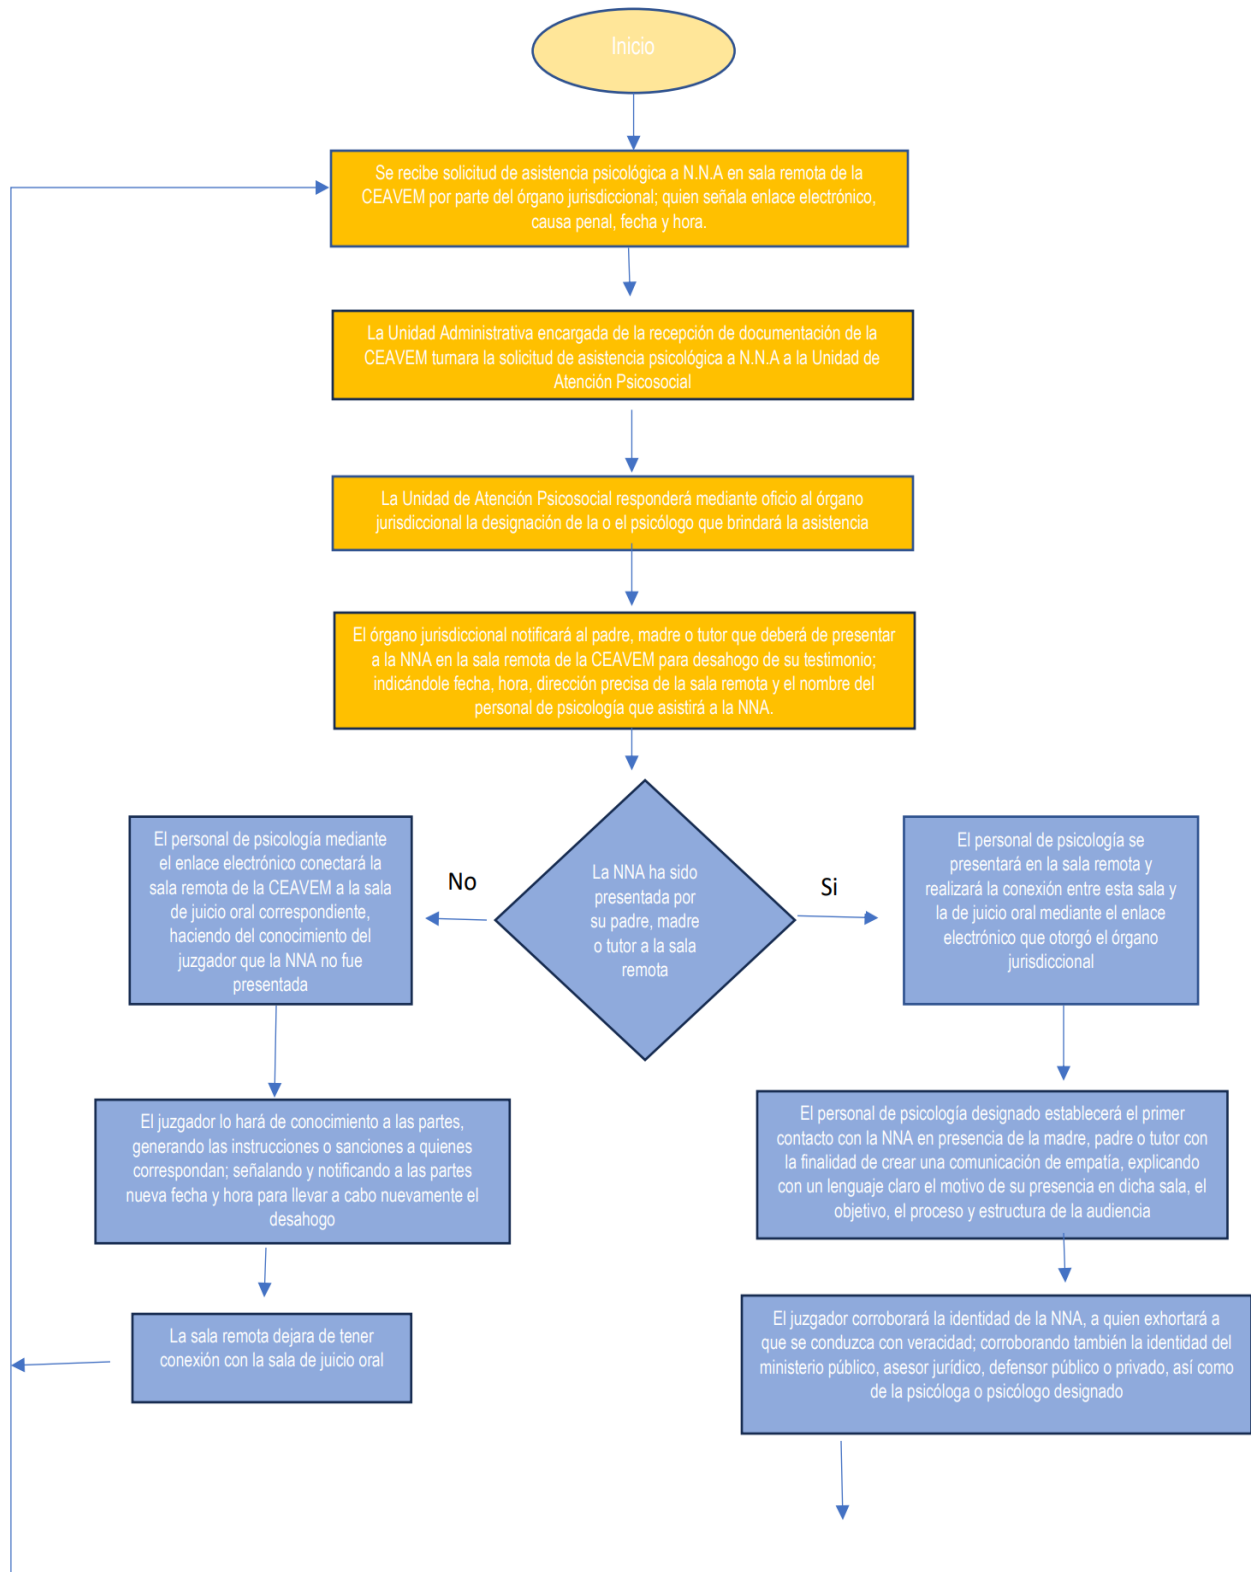 Inicio
Se recibe solicitud de asistencia psicológica a N.N.A en sala remota de la
CEAVEM por parte del órgano jurisdiccional; quien señala enlace electrónico,
causa penal, fecha y hora.
La Unidad Administrativa encargada de la recepción de documentación de la
CEAVEM turnara la solicitud de asistencia psicológica a N.N.A a la Unidad de
Atención Psicosocial
La Unidad de Atención Psicosocial responderá mediante oficio al órgano
jurisdiccional la designación de la o el psicólogo que brindará la asistencia
El órgano jurisdiccional notificará al padre, madre o tutor que deberá de presentar
a la NNA en la sala remota de la CEAVEM para desahogo de su testimonio;
indicándole fecha, hora, dirección precisa de la sala remota y el nombre del
personal de psicología que asistirá a la NNA.
La NNA ha sido
presentada por
su padre, madre
o tutor a la sala
remota
No
El personal de psicología mediante
el enlace electrónico conectará la
sala remota de la CEAVEM a la sala
de juicio oral correspondiente,
haciendo del conocimiento del
juzgador que la NNA no fue
presentada
El juzgador lo hará de conocimiento a las partes,
generando las instrucciones o sanciones a quienes
correspondan; señalando y notificando a las partes
nueva fecha y hora para llevar a cabo nuevamente el
desahogo
La sala remota dejara de tener
conexión con la sala de juicio oral
Si
El personal de psicología se
presentará en la sala remota y
realizará la conexión entre esta sala y
la de juicio oral mediante el enlace
electrónico que otorgó el órgano
jurisdiccional
El personal de psicología designado establecerá el primer
contacto con la NNA en presencia de la madre, padre o tutor con
la finalidad de crear una comunicación de empatía, explicando
con un lenguaje claro el motivo de su presencia en dicha sala, el
objetivo, el proceso y estructura de la audiencia
El juzgador corroborará la identidad de la NNA, a quien exhortará a
que se conduzca con veracidad; corroborando también la identidad del
ministerio público, asesor jurídico, defensor público o privado, así como
de la psicóloga o psicólogo designado